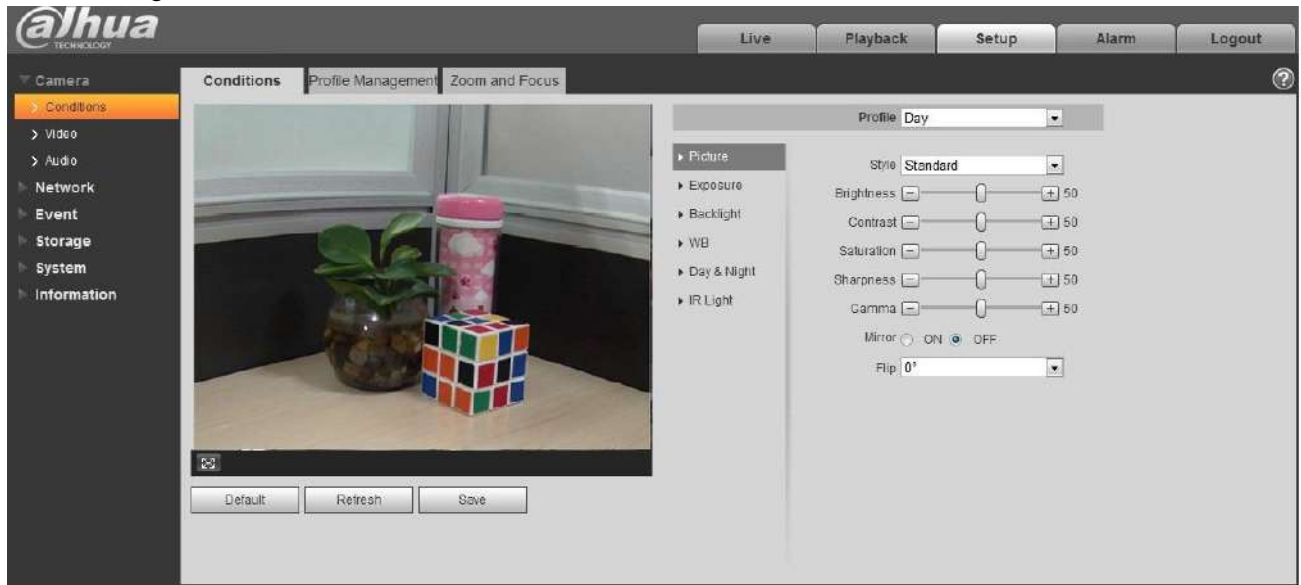 alhua
TECHNOLOGY
Live
Playback
Setup
Alarm
Logout
Camera
Conditions
Video
Audio
Network
Event
Storage
System
Information
Conditions
Profile Management
Zoom and Focus
?
Profile Day
Picture
Exposure
Backlight
WB
Day & Night
IR Light
Style Standard
Brightness - + 50
Contrast - + 50
Saturation - + 50
Sharpness - + 50
Gamma - + 50
Mirror ON OFF
Flip 0°
Default
Refresh
Save